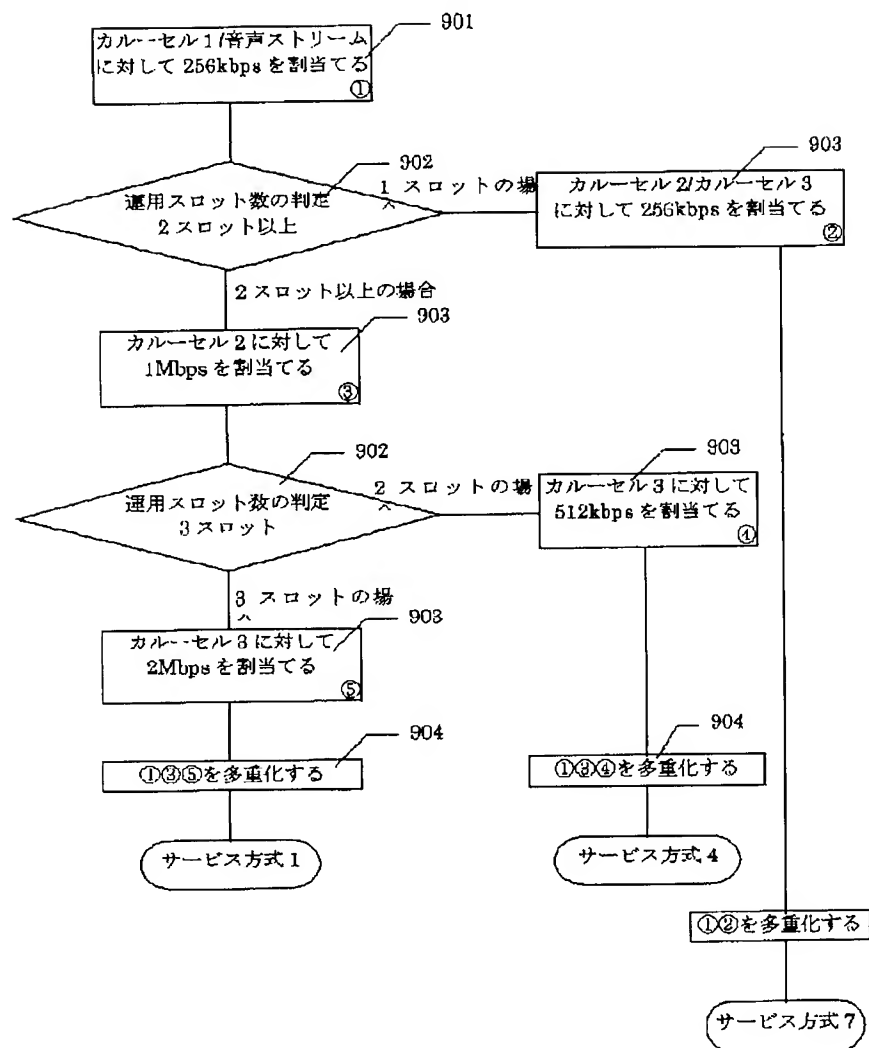 901
カルーセル1/音声ストリーム
に対して256kbpsを割当てる
①
902
運用スロット数の判定
2スロット以上
1 スロットの場
903
カルーセル2/カルーセル3
に対して256kbpsを割当てる
②
2スロット以上の場合
903
カルーセル2に対して
1Mbpsを割当てる
③
902
運用スロット数の判定
3スロット
2 スロットの場
903
カルーセル3に対して
512kbpsを割当てる
④
3 スロットの場
903
カルーセル3に対して
2Mbpsを割当てる
⑤
904
①③⑤を多重化する
904
①③④を多重化する
サービス方式1
サービス方式4
①②を多重化する
サービス方式7